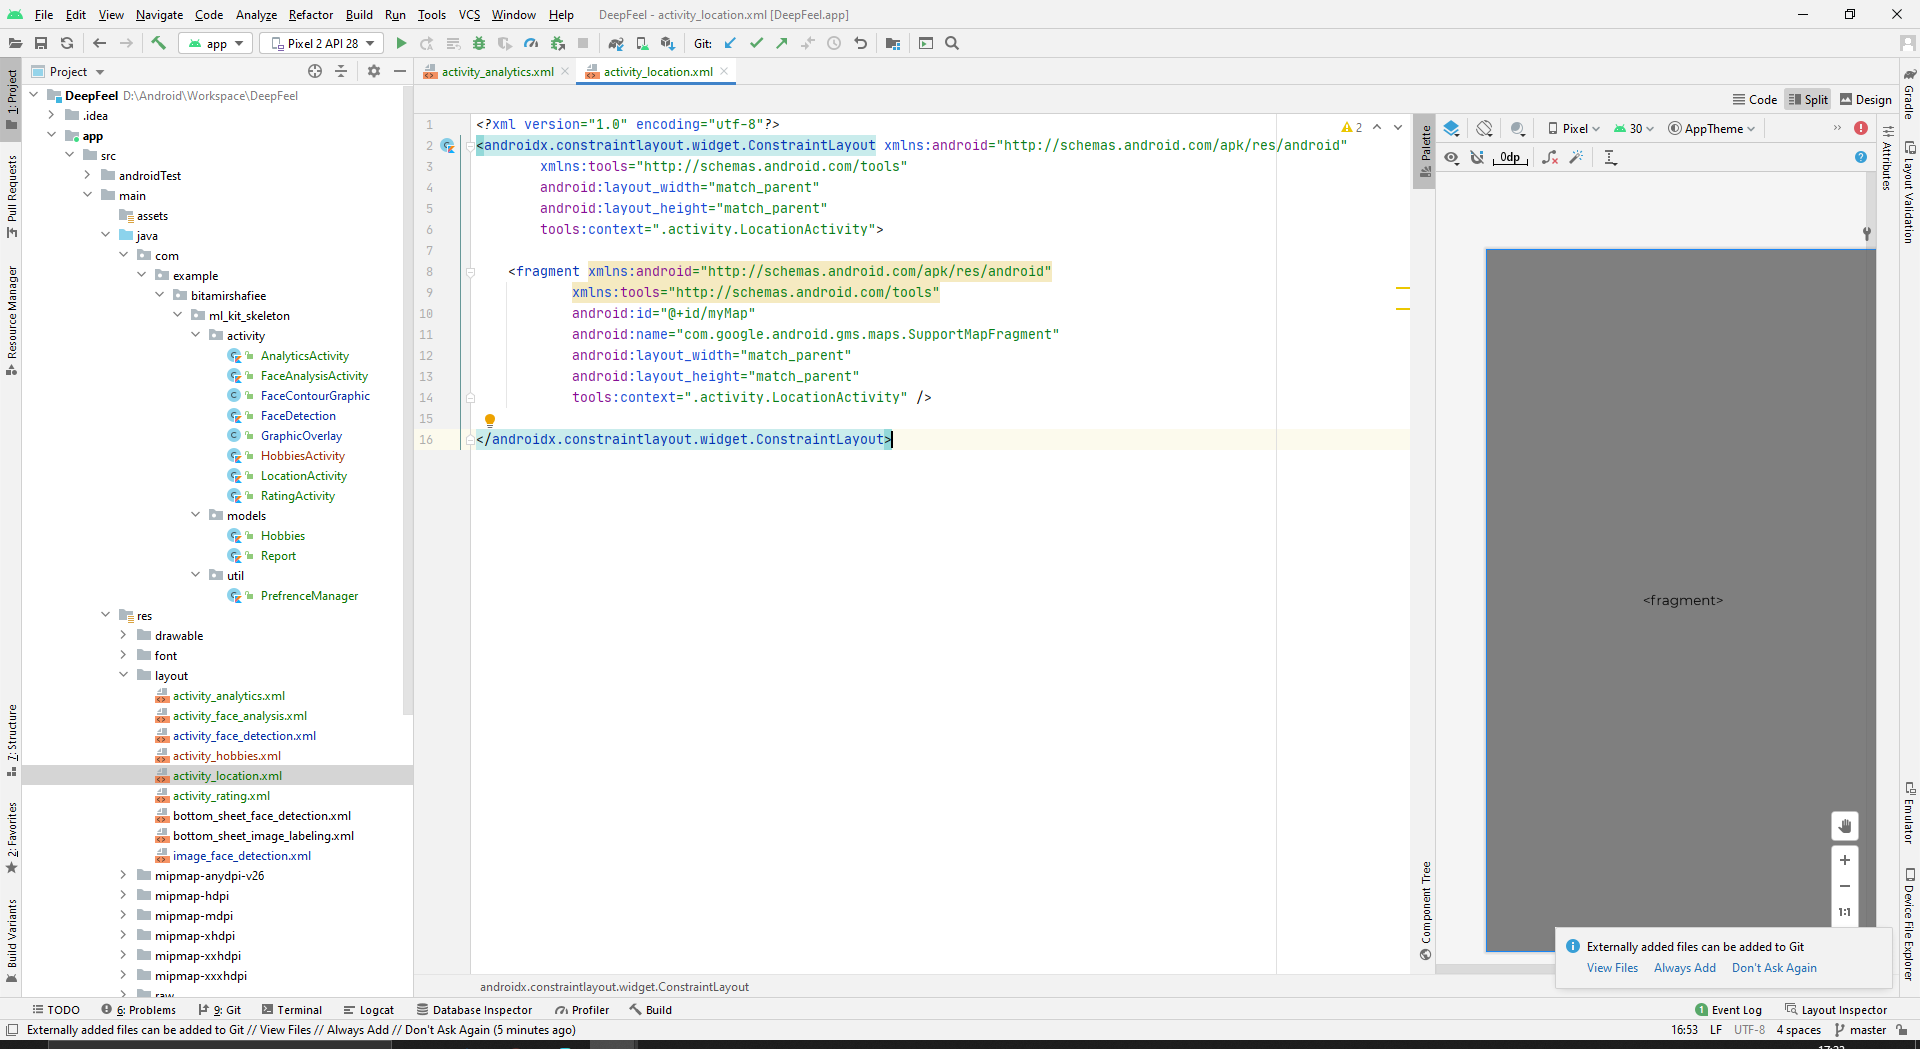 File Edit View Navigate Code Analyze Refactor Build Run Tools VCS Window Help DeepFeel - activity_location.xml [DeepFeel.app]
app Pixel 2 API 28 Git:
Project activity_analytics.xml activity_location.xml
1: Project
Pull Requests
Resource Manager
7: Structure
2: Favorites
Build Variants
DeepFeel D:\Android\Workspace\DeepFeel
.idea
app
src
androidTest
main
assets
java
com
example
bitamirshafiee
ml_kit_skeleton
activity
AnalyticsActivity
FaceAnalysisActivity
FaceContourGraphic
FaceDetection
GraphicOverlay
HobbiesActivity
LocationActivity
RatingActivity
models
Hobbies
Report
util
PrefrenceManager
res
drawable
font
layout
activity_analytics.xml
activity_face_analysis.xml
activity_face_detection.xml
activity_hobbies.xml
activity_location.xml
activity_rating.xml
bottom_sheet_face_detection.xml
bottom_sheet_image_labeling.xml
image_face_detection.xml
mipmap-anydpi-v26
mipmap-hdpi
mipmap-mdpi
mipmap-xhdpi
mipmap-xxhdpi
mipmap-xxxhdpi
raw
Code Split Design
1 <?xml version="1.0" encoding="utf-8"?>
2 <androidx.constraintlayout.widget.ConstraintLayout xmlns:android="http://schemas.android.com/apk/res/android"
3 xmlns:tools="http://schemas.android.com/tools"
4 android:layout_width="match_parent"
5 android:layout_height="match_parent"
6 tools:context=".activity.LocationActivity">
7
8 <fragment xmlns:android="http://schemas.android.com/apk/res/android"
9 xmlns:tools="http://schemas.android.com/tools"
10 android:id="@+id/myMap"
11 android:name="com.google.android.gms.maps.SupportMapFragment"
12 android:layout_width="match_parent"
13 android:layout_height="match_parent"
14 tools:context=".activity.LocationActivity" />
15
16 </androidx.constraintlayout.widget.ConstraintLayout>
2
androidx.constraintlayout.widget.ConstraintLayout
Palette
Component Tree
Pixel 30 AppTheme
0dp
<fragment>
1:1
Attributes
Gradle
Layout Validation
Emulator
Device File Explorer
Externally added files can be added to Git
View Files Always Add Don't Ask Again
TODO 6: Problems 9: Git Terminal Logcat Database Inspector Profiler Build 1 Event Log Layout Inspector
Externally added files can be added to Git // View Files // Always Add // Don't Ask Again (5 minutes ago) 16:53 LF UTF-8 4 spaces master